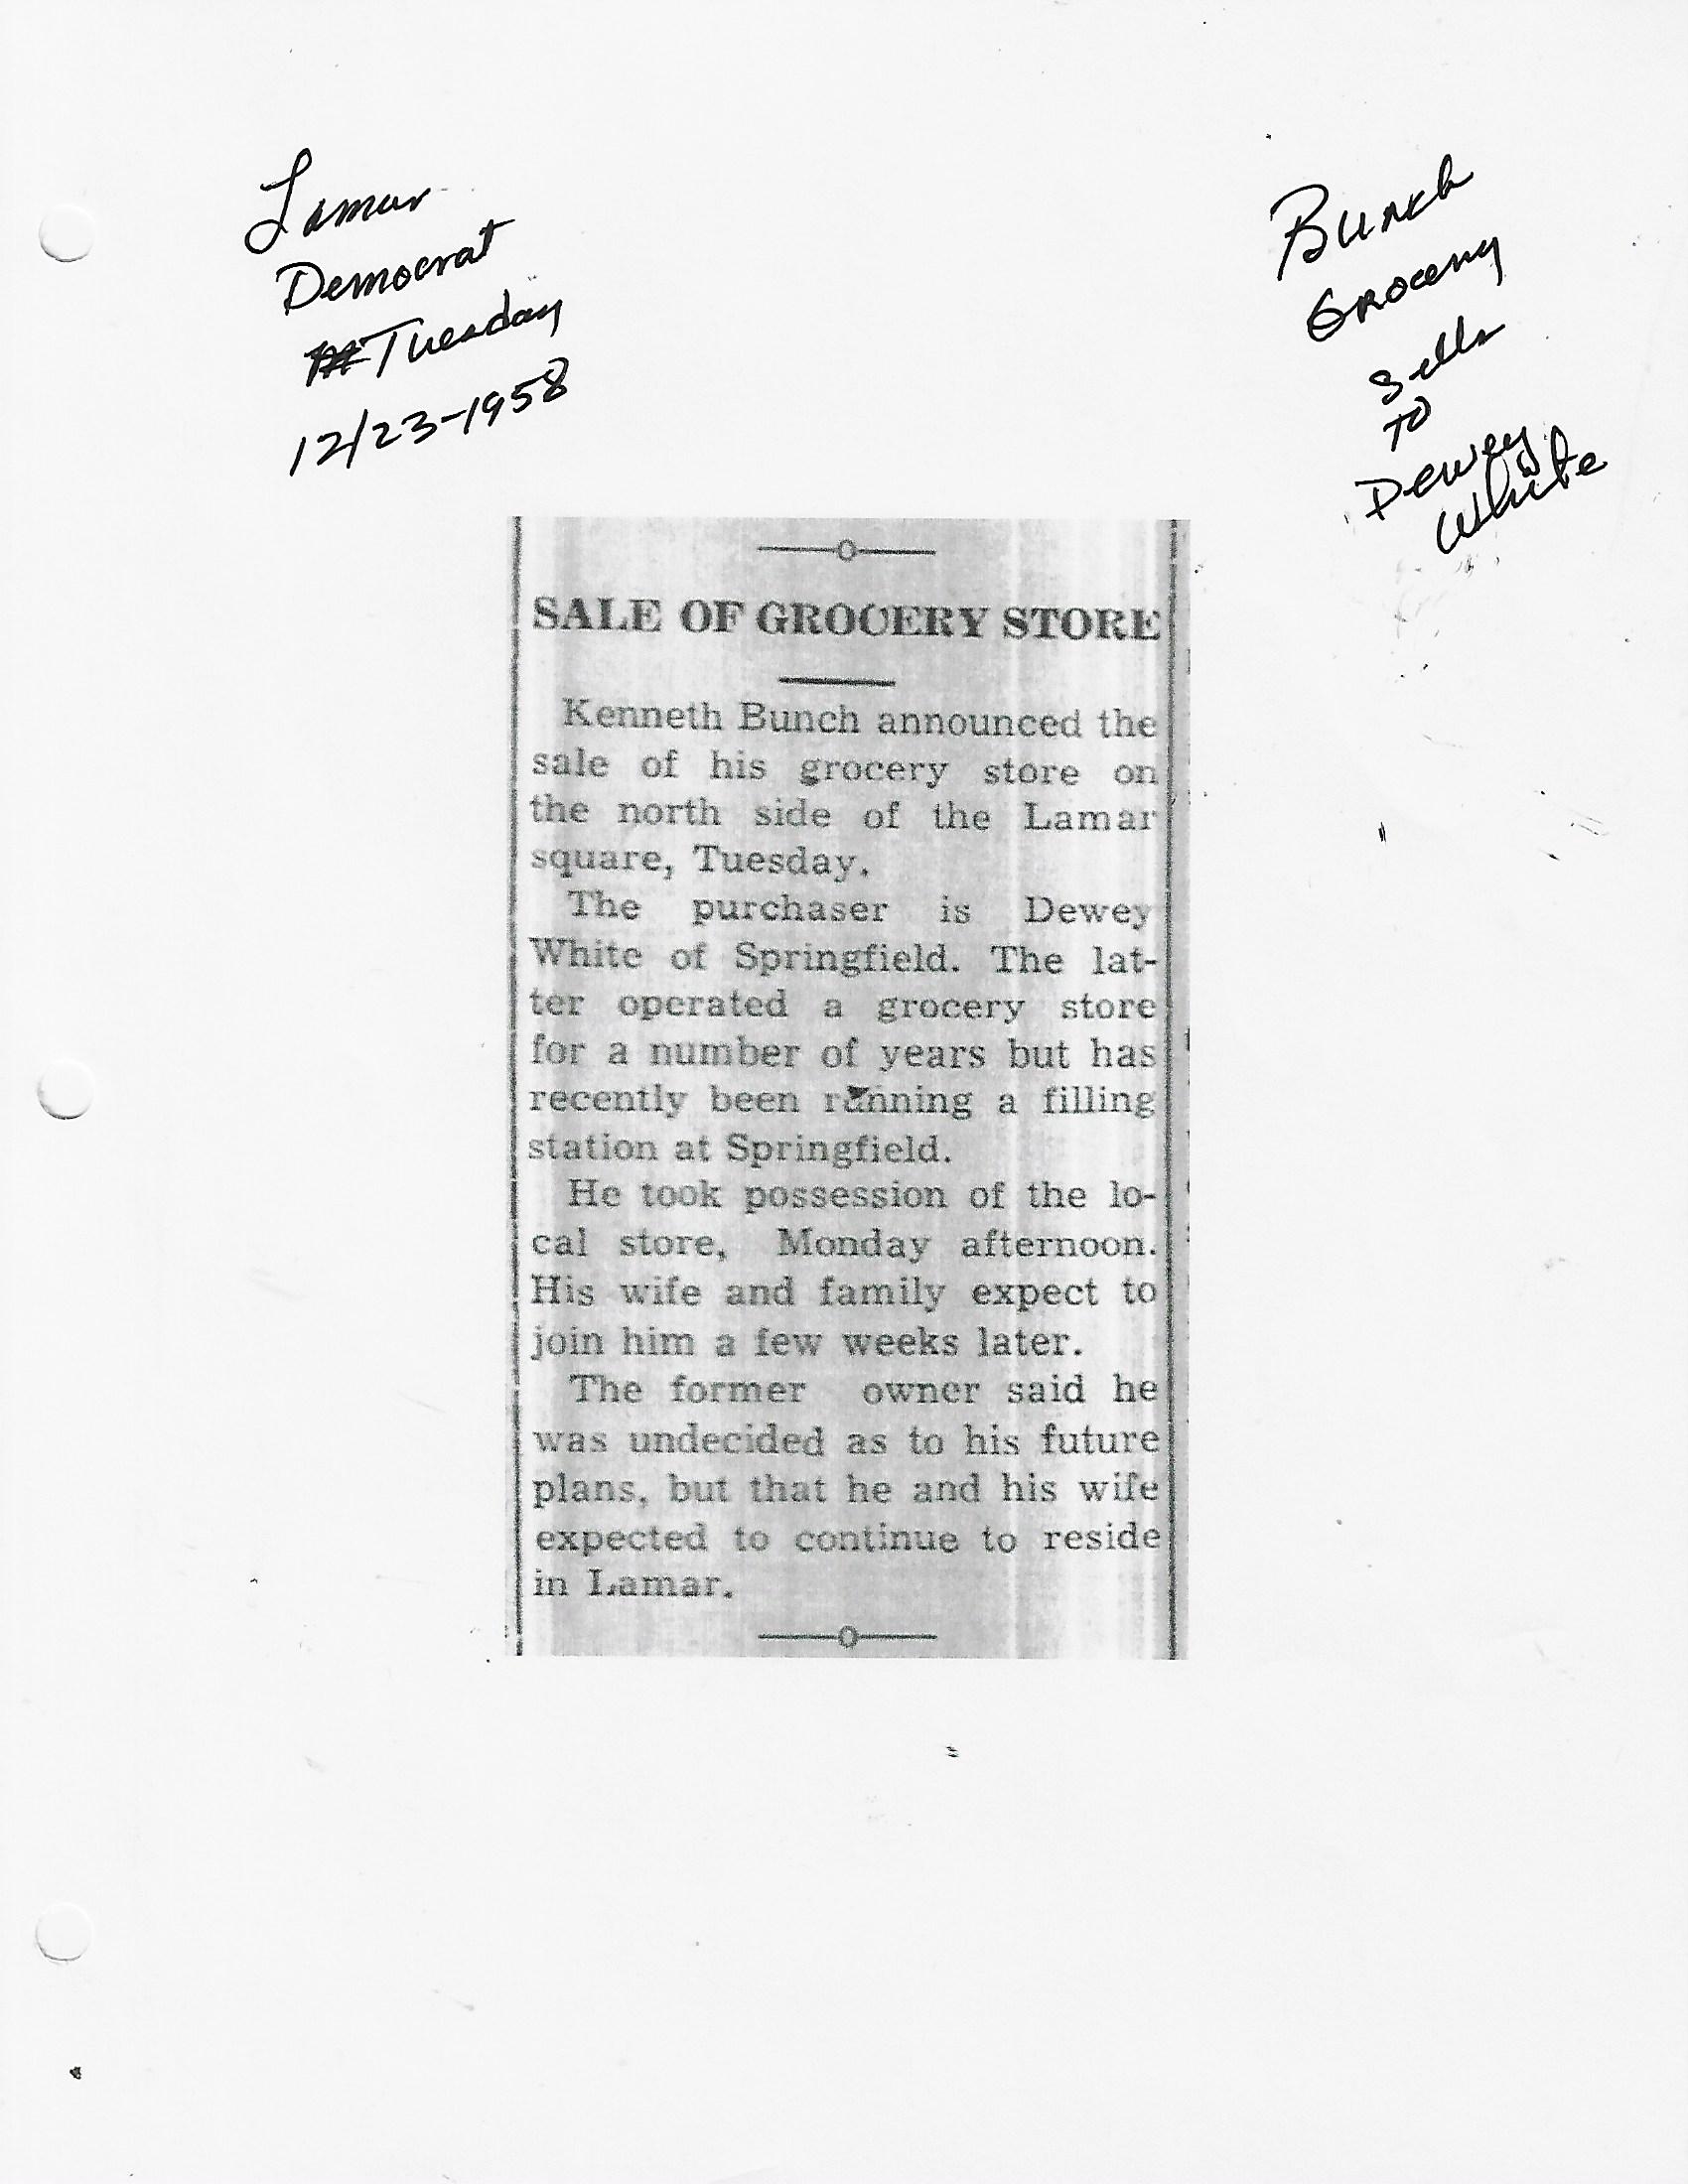 Lamar
Democrat
Tuesday
12/23-1958
Bunch
Grocery
Sells
TO
Dewey
White
SALE OF GROCERY STORE
Kenneth Bunch announced the
sale of his grocery store on
the north side of the Lamar
square, Tuesday.
The purchaser is Dewey
White of Springfield. The lat-
ter operated a grocery store
for a number of years but has
recently been running a filling
station at Springfield.
He took possession of the lo-
cal store, Monday afternoon.
His wife and family expect to
join him a few weeks later.
The former owner said he
was undecided as to his future
plans, but that he and his wife
expected to continue to reside
in Lamar.